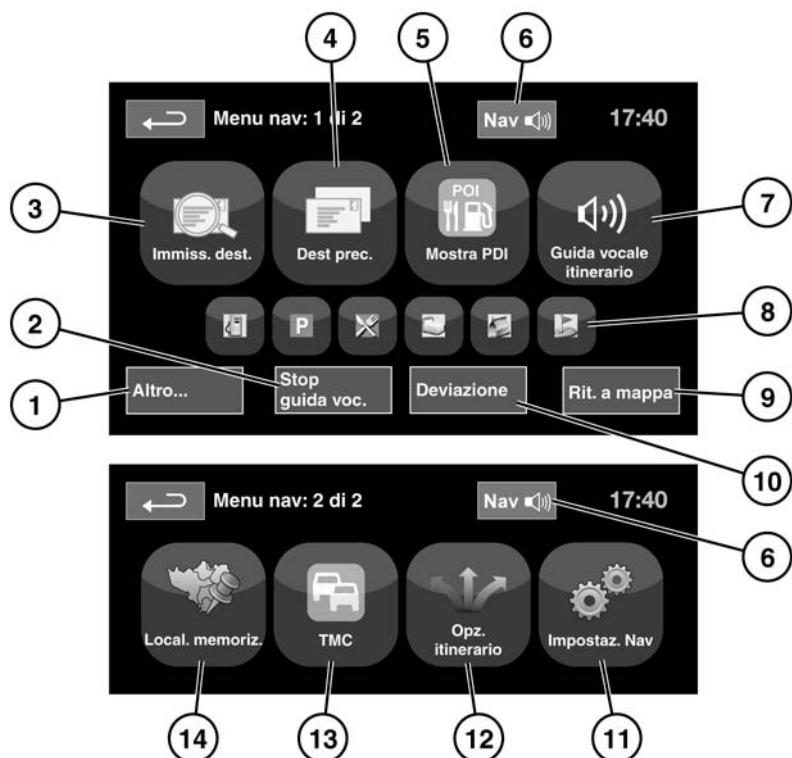 4
5
6
Menu nav: 1 di 2
Nav
17:40
3
7
POI
Immiss. dest.
Dest prec.
Mostra PDI
Guida vocale
itinerario
2
P
8
1
Altro...
Stop
guida voc.
Deviazione
Rit. a mappa
9
10
Menu nav: 2 di 2
Nav
17:40
6
Local. memoriz.
TMC
Opz.
itinerario
Impostaz. Nav
14
13
12
11